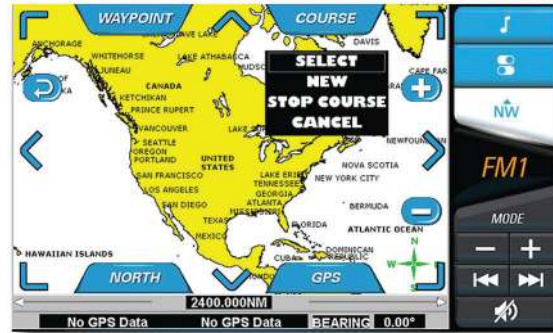 WAYPOINT
COURSE
ANCHORAGE
WHITEHORSE
LAKE ATHABACA
DAVIS
JUNEAU
SELECT
NEW
STOP COURSE
CANCEL
CANADA
CAPE FAR
KETCHIKAN
PRINCE RUPERT
VANCOUVER
SEATTLE
OREGON
PORTLAND
UNITED
STATES
NOVA SCOTIA
SAN FRANCISCO
LAKE ERIE
NEW YORK CITY
TENNESSEE
LOS ANGELES
GEORGIA
SAN DIEGO
ATLANTA
BERMUDA
TEXAS
ATLANTIC OCEAN
MEXICO
HAWAIIAN ISLANDS
CUBA
DOMINICAN
N
W
NORTH
GPS
2400.000NM
No GPS Data
No GPS Data
BEARING
0.00°
NW
FM1
MODE